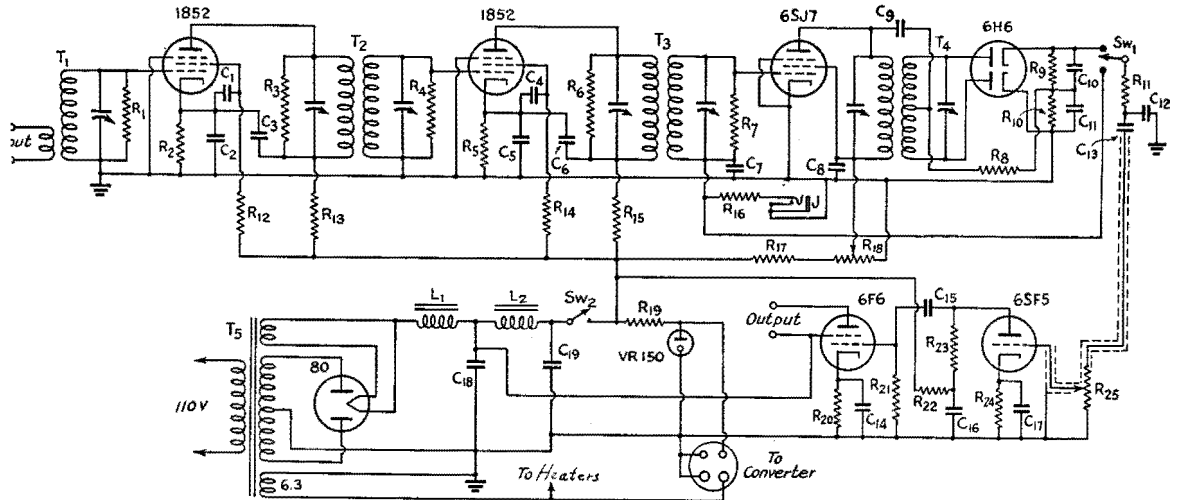 1852
1852
6SJ7
C9
6H6
T1
T2
T3
T4
Sw1
C1
C4
R1
R3
R4
R6
R7
R9
C10
R11
C12
R2
C2
C3
R5
C5
C6
C7
C8
R10
C11
R8
C13
R12
R13
R14
R15
R16
J
R17
R18
L1
L2
Sw2
R19
6F6
C15
6SF5
T5
Output
80
C18
C19
VR 150
R23
110V
R21
R22
R25
R20
C14
C16
R24
C17
6.3
To Heaters
To
Converter